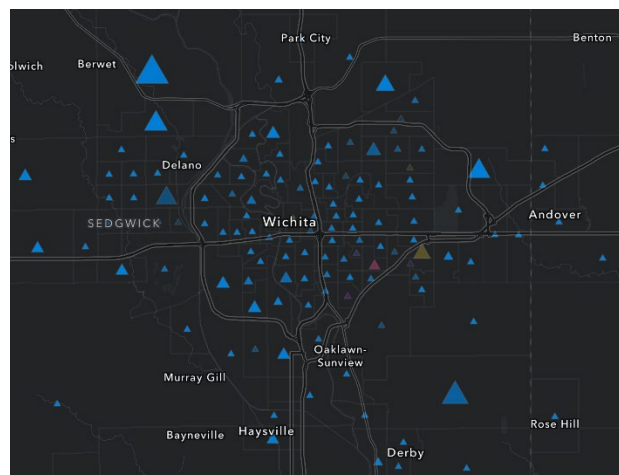 Park City
Benton
olwich
Berwet
s
Delano
SEDGWICK
Wichita
Andover
Oaklawn-
Sunview
Murray Gill
Rose Hill
Bayneville
Haysville
Derby